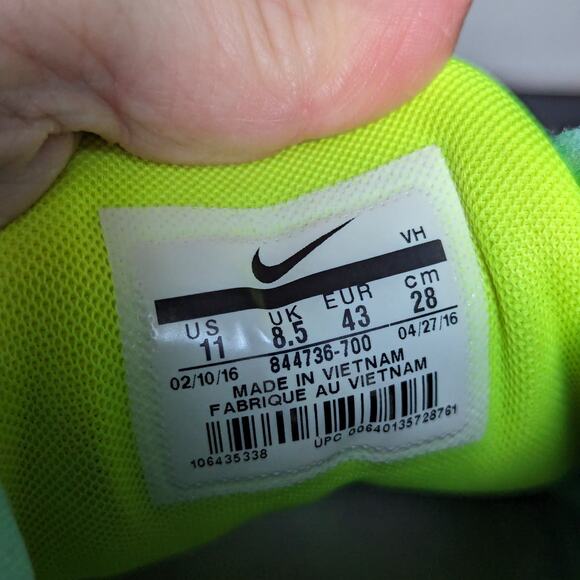 VH
US UK EUR cm
11 8.5 43 28
02/10/16 844736-700 04/27/16
MADE IN VIETNAM
FABRIQUE AU VIETNAM
106435338 UPC 00640135728761